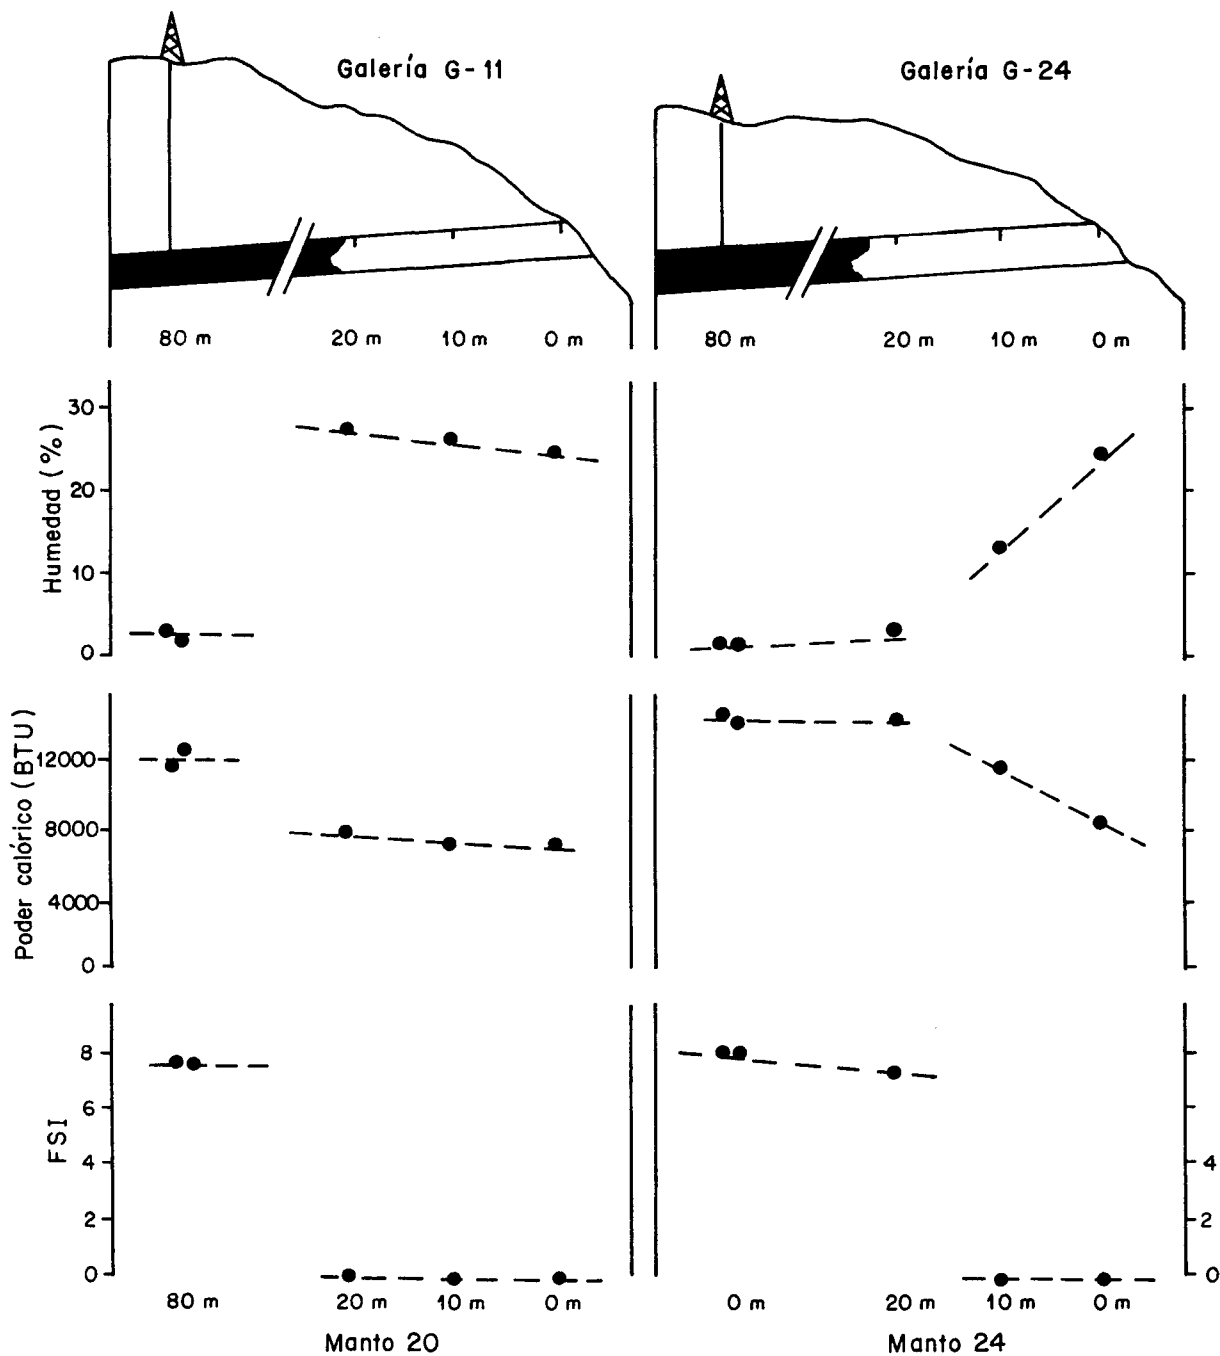 Galería G-11
Galería G-24
80 m 20 m 10 m 0 m
80 m 20 m 10 m 0 m
Humedad (%)
30
20
10
0
Poder calórico (BTU)
12000
8000
4000
0
FSI
8
6
4
2
0
4
2
0
80 m 20 m 10 m 0 m
0 m 20 m 10 m 0 m
Manto 20
Manto 24